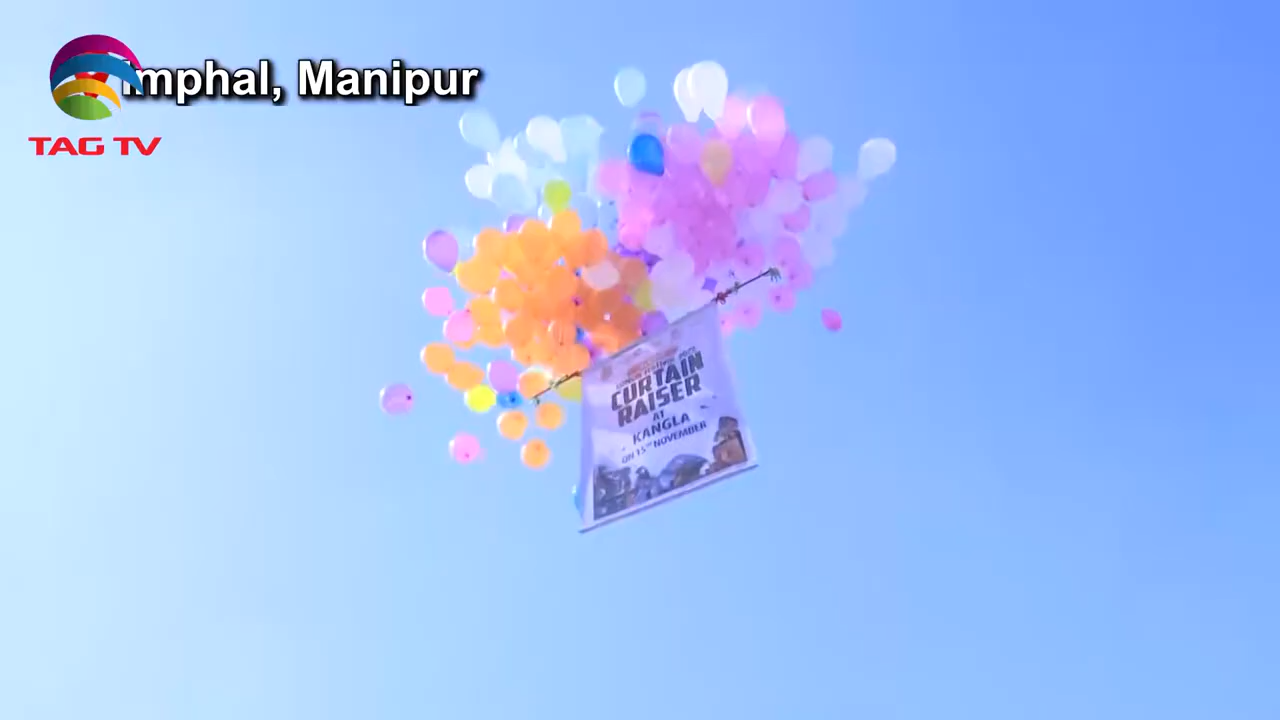 Imphal, Manipur
TAG TV
CURTAIN
RAISER
AT
KANGLA
ON 15TH NOVEMBER